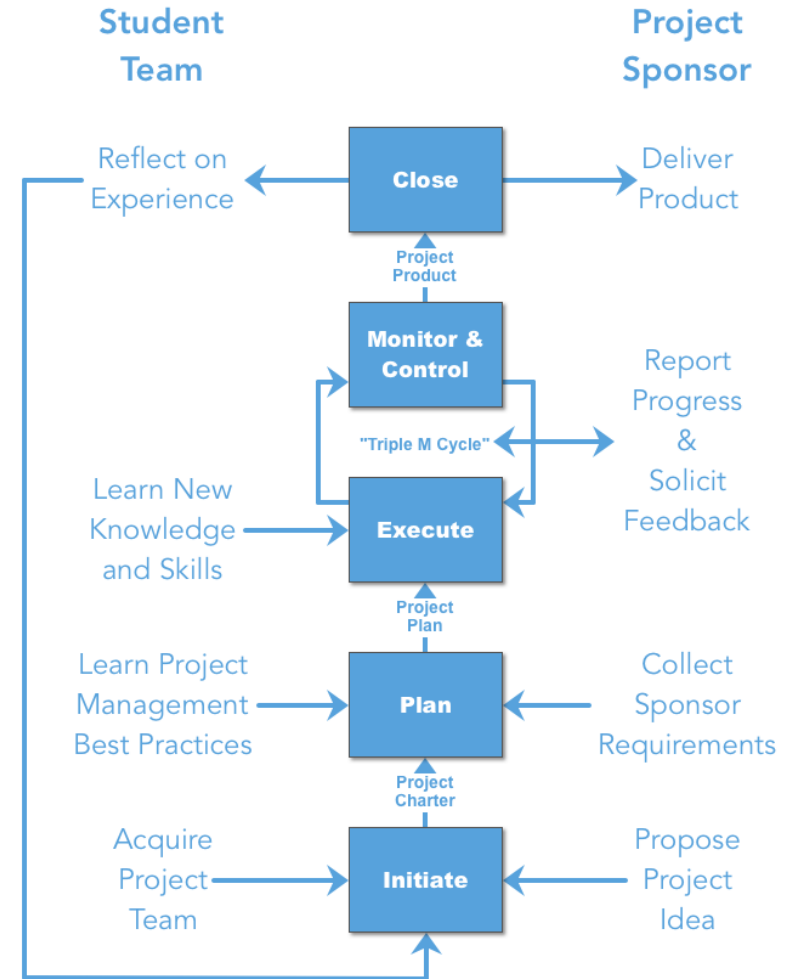 Student
Team
Project
Sponsor
Reflect on
Experience
Close
Deliver
Product
Project
Product
Monitor &
Control
Report
Progress
&
Solicit
Feedback
"Triple M Cycle"
Learn New
Knowledge
and Skills
Execute
Project
Plan
Learn Project
Management
Best Practices
Plan
Collect
Sponsor
Requirements
Project
Charter
Acquire
Project
Team
Initiate
Propose
Project
Idea